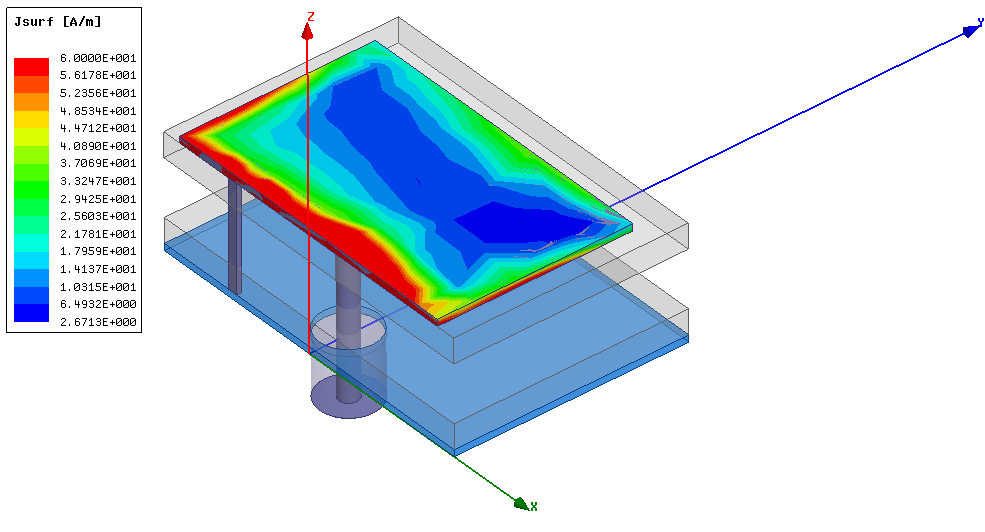 Jsurf [A/m]
6.0000E+001
5.6178E+001
5.2356E+001
4.8534E+001
4.4712E+001
4.0890E+001
3.7069E+001
3.3247E+001
2.9425E+001
2.5603E+001
2.1781E+001
1.7959E+001
1.4137E+001
1.0315E+001
6.4932E+000
2.6713E+000
Z
Y
X